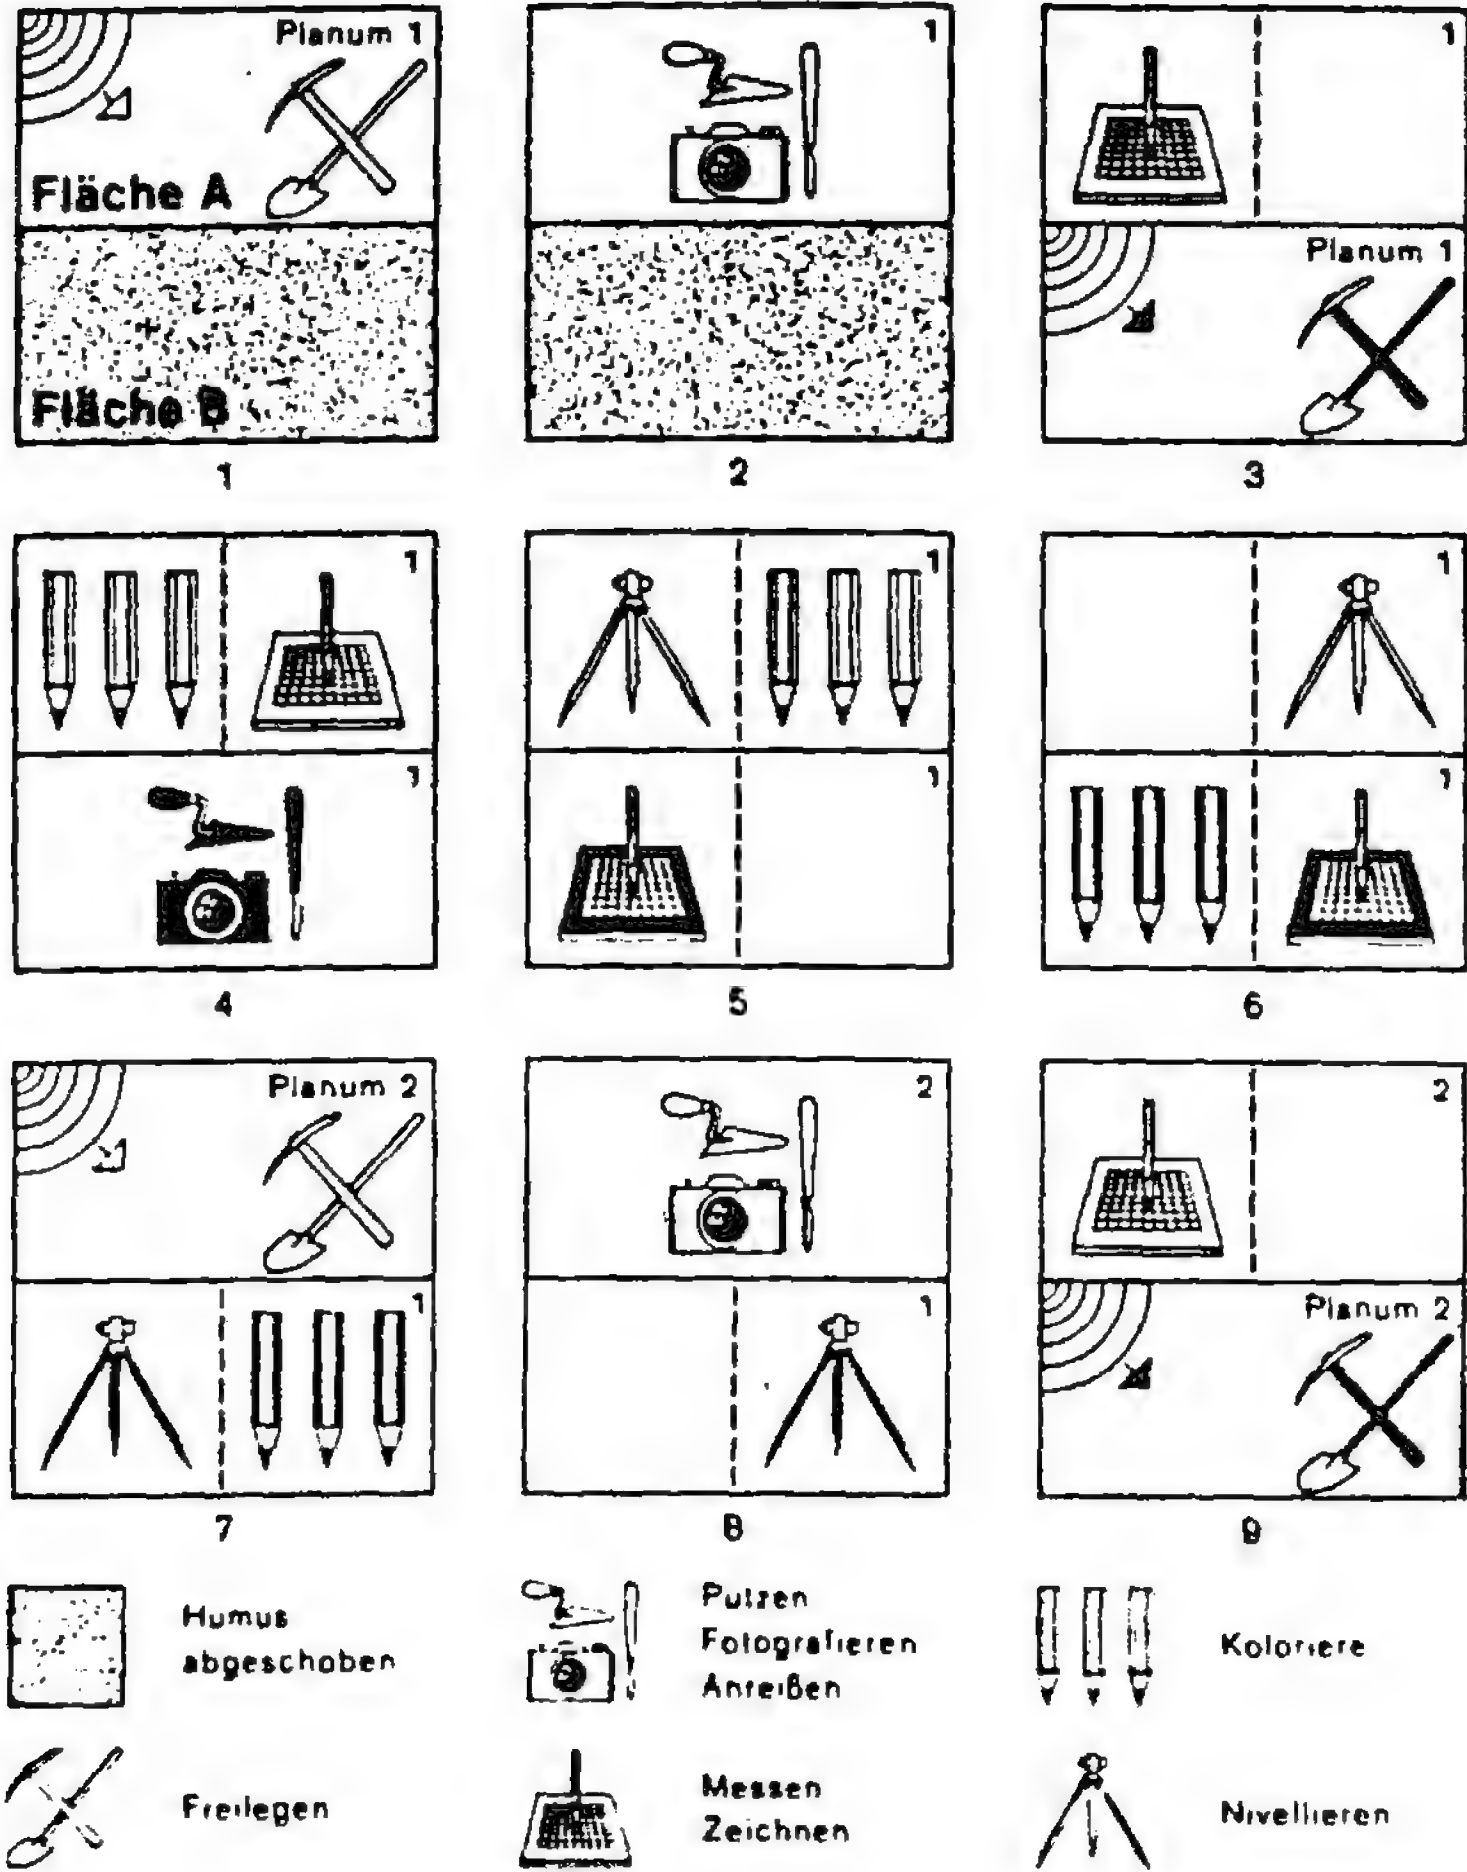 Planum 1
Fläche A
Fläche B
1
1
2
1
Planum 1
3
1
1
4
1
1
5
1
1
6
Planum 2
1
7
2
1
8
2
Planum 2
9
Humus
abgeschoben
Putzen
Fotografieren
Anreißen
Koloriere
Freilegen
Messen
Zeichnen
Nivellieren